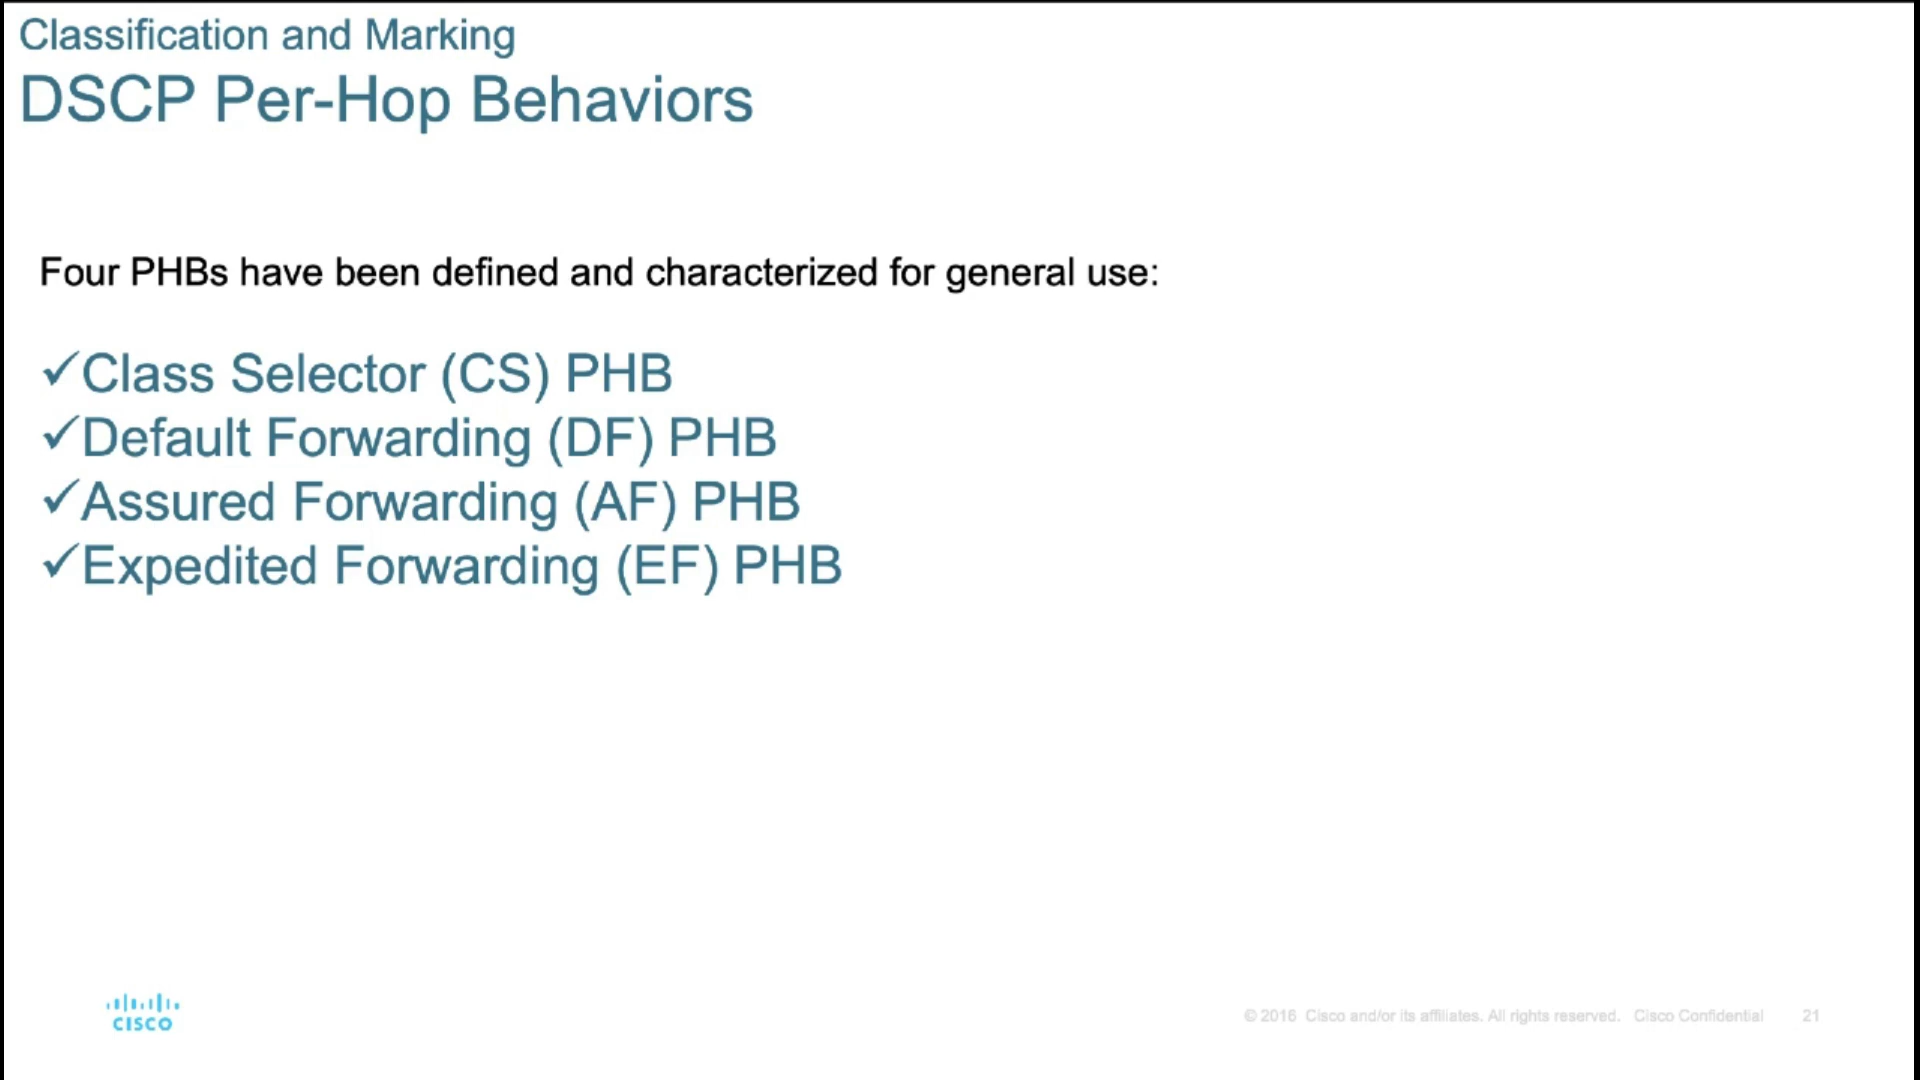 Classification and Marking
DSCP Per-Hop Behaviors
Four PHBs have been defined and characterized for general use:
✓Class Selector (CS) PHB
✓Default Forwarding (DF) PHB
✓Assured Forwarding (AF) PHB
✓Expedited Forwarding (EF) PHB
CISCO
© 2016 Cisco and/or its affiliates. All rights reserved. Cisco Confidential 21